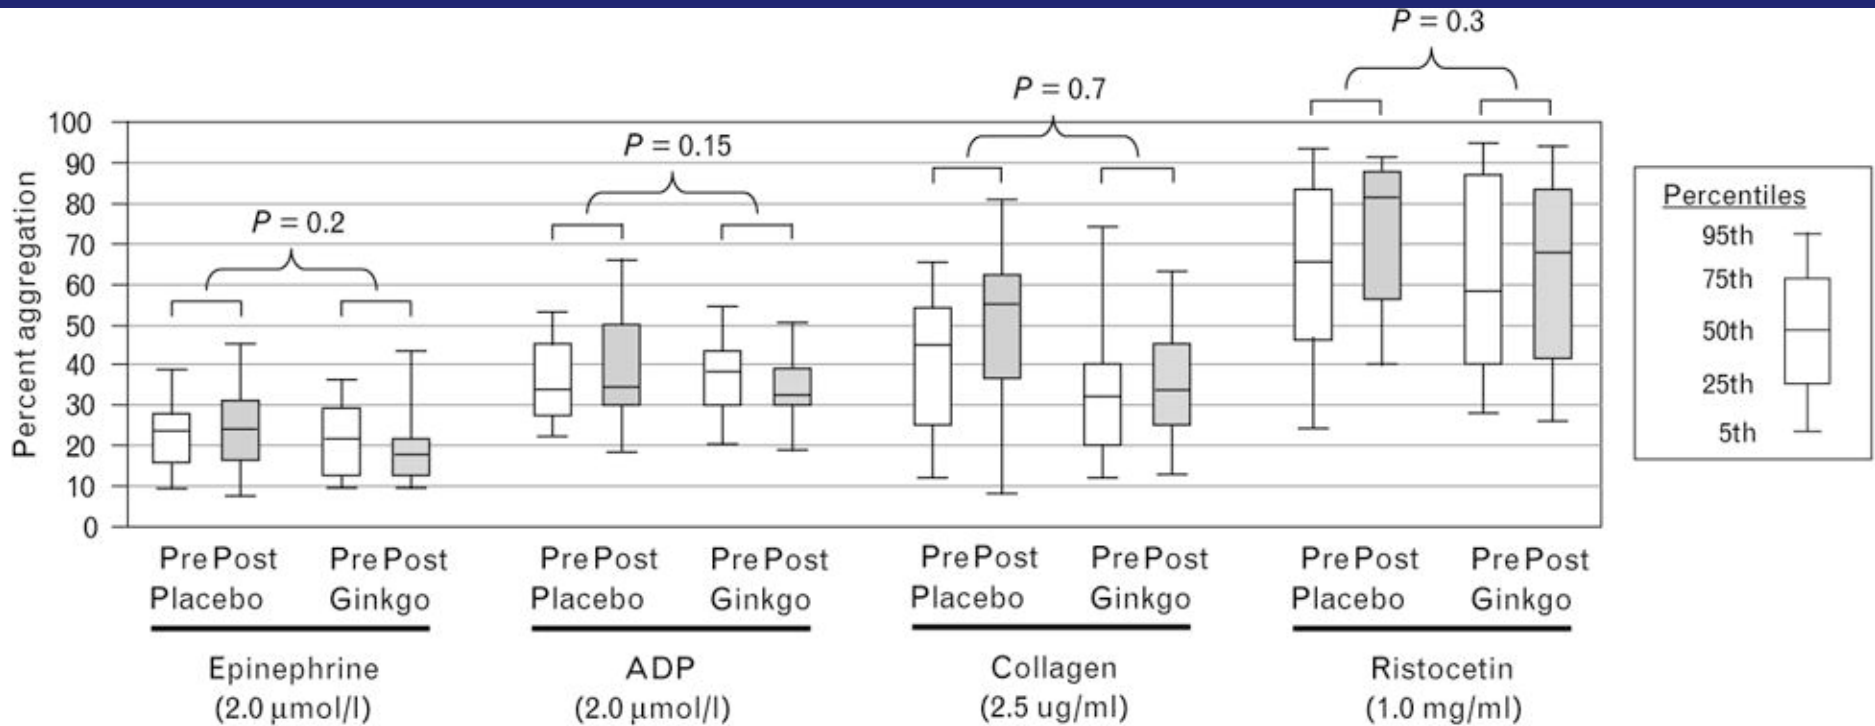 P = 0.3
P = 0.7
P = 0.15
P = 0.2
Percent aggregation
100
90
80
70
60
50
40
30
20
10
0
Pre Post Pre Post Pre Post Pre Post Pre Post Pre Post Pre Post Pre Post
Placebo Ginkgo Placebo Ginkgo Placebo Ginkgo Placebo Ginkgo
Epinephrine ADP Collagen Ristocetin
(2.0 μmol/l) (2.0 μmol/l) (2.5 ug/ml) (1.0 mg/ml)
Percentiles
95th
75th
50th
25th
5th